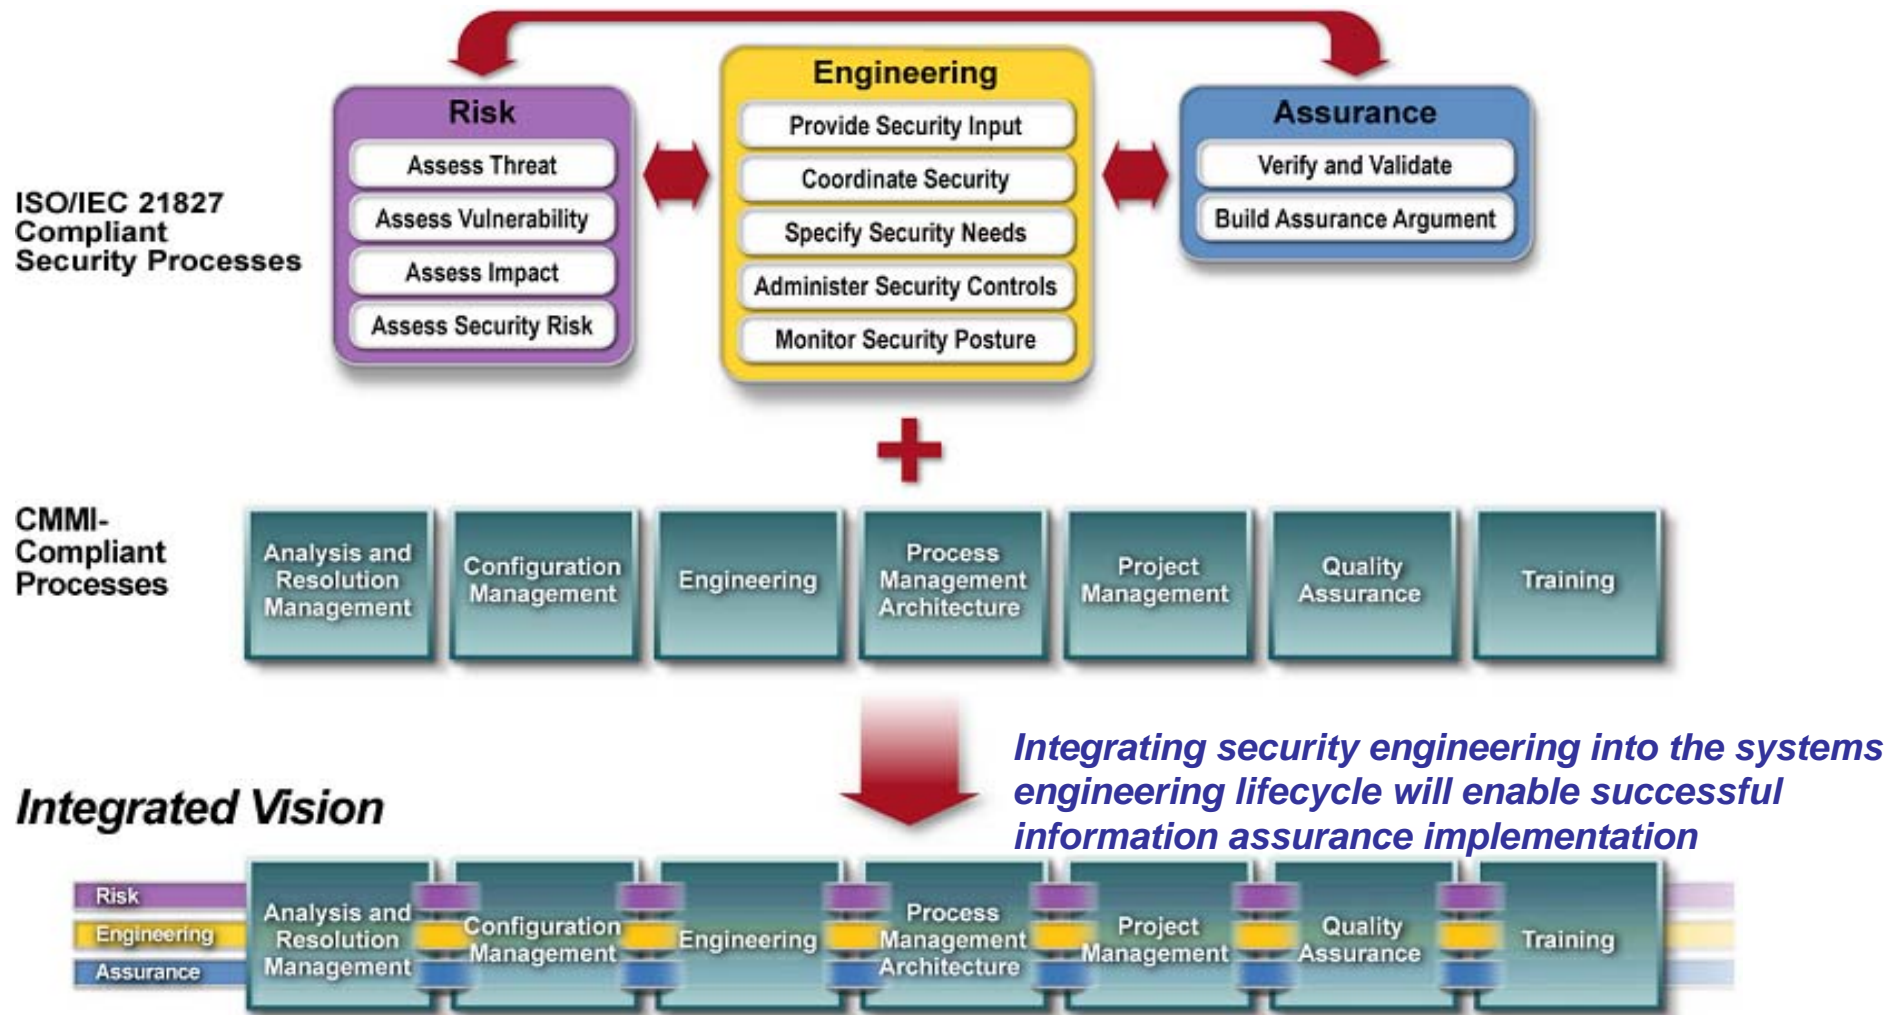 ISO/IEC 21827
Compliant
Security Processes
Risk
Assess Threat
Assess Vulnerability
Assess Impact
Assess Security Risk
Engineering
Provide Security Input
Coordinate Security
Specify Security Needs
Administer Security Controls
Monitor Security Posture
Assurance
Verify and Validate
Build Assurance Argument
CMMI-
Compliant
Processes
Analysis and
Resolution
Management
Configuration
Management
Engineering
Process
Management
Architecture
Project
Management
Quality
Assurance
Training
Integrating security engineering into the systems
engineering lifecycle will enable successful
information assurance implementation
Integrated Vision
Risk
Engineering
Assurance
Analysis and
Resolution
Management
Configuration
Management
Engineering
Process
Management
Architecture
Project
Management
Quality
Assurance
Training